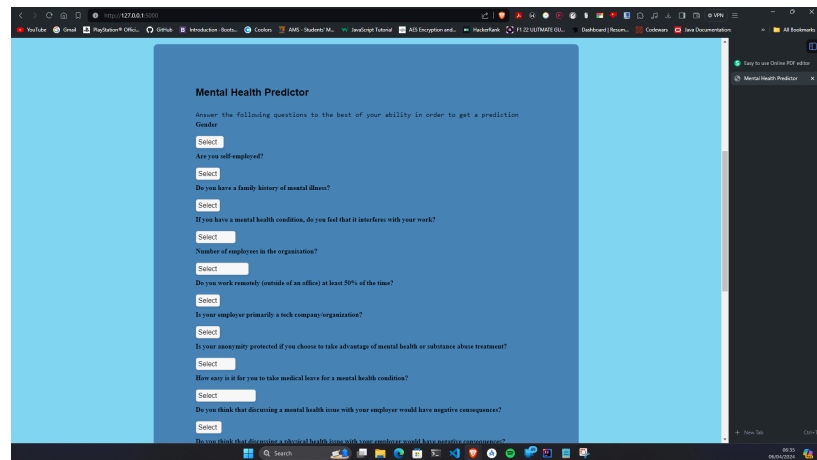 http://127.0.0.1:5000
VPN
YouTube
Gmail
PlayStation® Offici...
GitHub
Introduction · Boots...
Coolors
AMS - Students' M...
JavaScript Tutorial
AES Encryption and...
HackerRank
F1 22 ULITMATE GU...
Dashboard | Resum...
Codewars
Java Documentation
»
All Bookmarks
Easy to use Online PDF editor
Mental Health Predictor
Mental Health Predictor
Answer the following questions to the best of your ability in order to get a prediction
Gender
Select
Are you self-employed?
Select
Do you have a family history of mental illness?
Select
If you have a mental health condition, do you feel that it interferes with your work?
Select
Number of employees in the organization?
Select
Do you work remotely (outside of an office) at least 50% of the time?
Select
Is your employer primarily a tech company/organization?
Select
Is your anonymity protected if you choose to take advantage of mental health or substance abuse treatment?
Select
How easy is it for you to take medical leave for a mental health condition?
Select
Do you think that discussing a mental health issue with your employer would have negative consequences?
Select
Do you think that discussing a physical health issue with your employer would have negative consequences?
+ New Tab
Ctrl+T
Search
06:35
06/04/2024